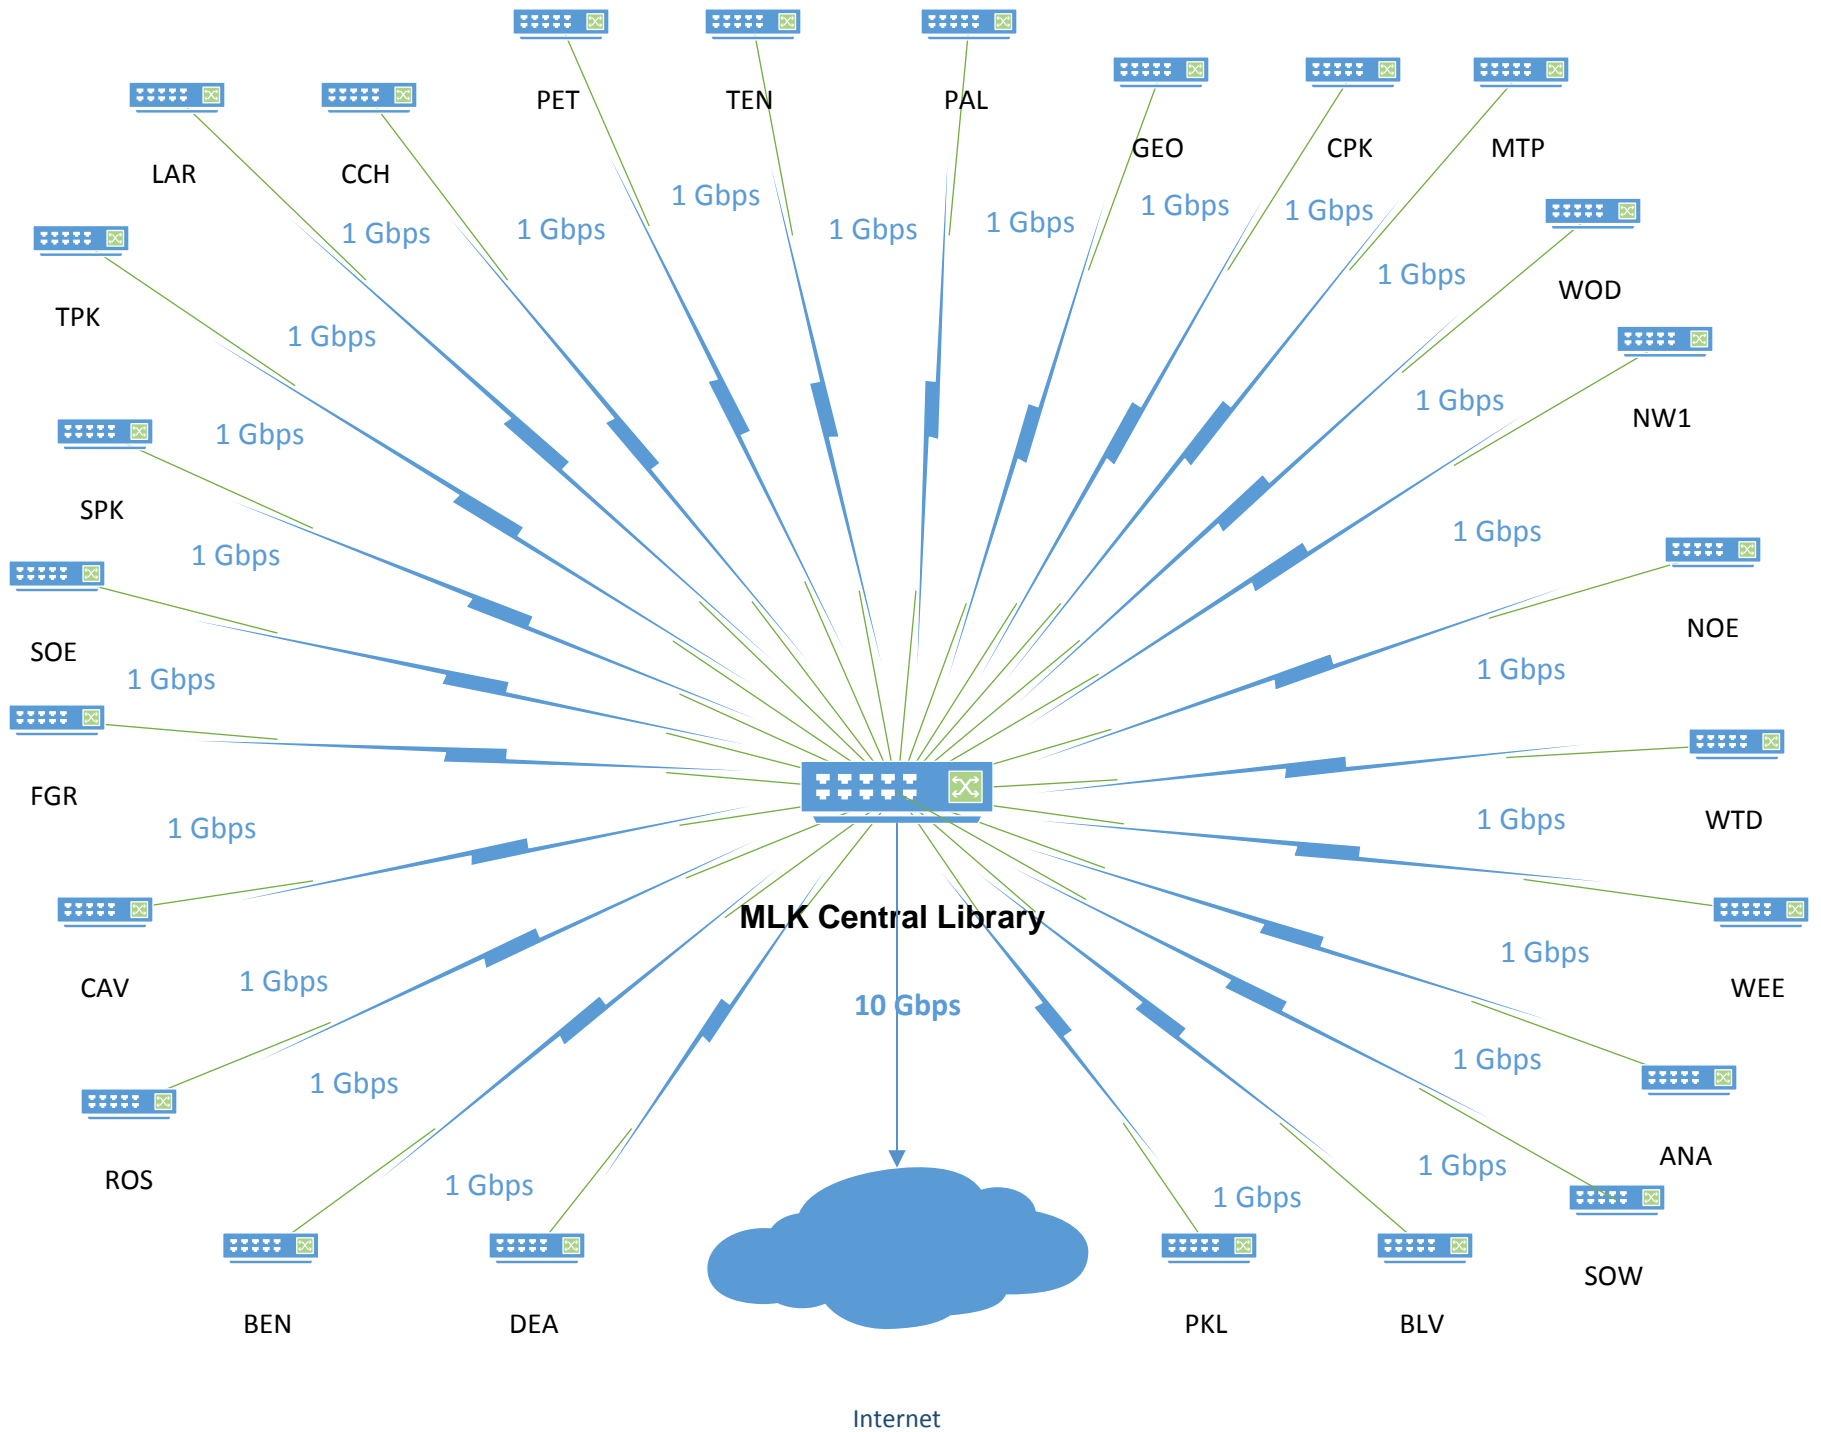 PET
TEN
PAL
LAR
CCH
GEO
CPK
MTP
1 Gbps
1 Gbps
1 Gbps
1 Gbps
1 Gbps
1 Gbps
1 Gbps
1 Gbps
TPK
1 Gbps
WOD
1 Gbps
1 Gbps
NW1
1 Gbps
SPK
1 Gbps
1 Gbps
SOE
NOE
1 Gbps
1 Gbps
FGR
1 Gbps
1 Gbps
WTD
MLK Central Library
CAV
1 Gbps
1 Gbps
WEE
10 Gbps
1 Gbps
1 Gbps
ROS
ANA
1 Gbps
1 Gbps
1 Gbps
SOW
BEN
DEA
PKL
BLV
Internet